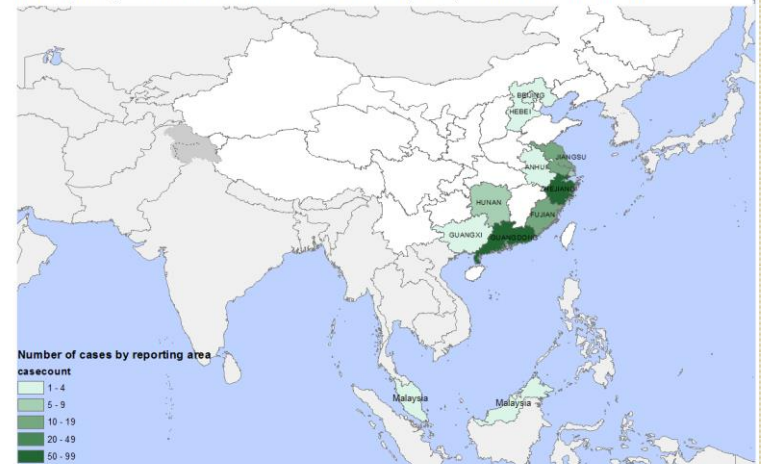 BEIJING
HEBEI
JIANGSU
ANHUI
ZHEJIANG
HUNAN
FUJIAN
GUANGXI
GUANGDONG
Number of cases by reporting area
casecount
1 - 4
5 - 9
10 - 19
20 - 49
50 - 99
Malaysia
Malaysia